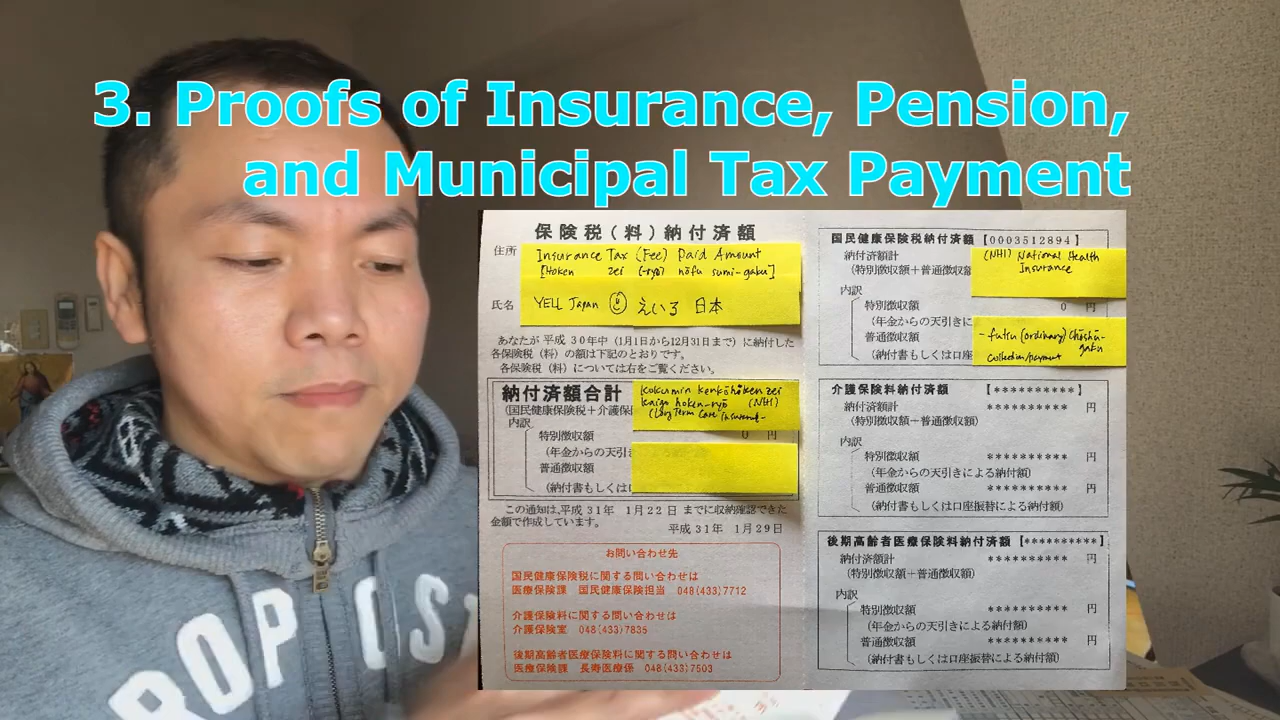 3. Proofs of Insurance, Pension,
and Municipal Tax Payment
保険税(料)納付済額
住所
Insurance Tax (Fee) Paid Amount
[Hoken zei (-ryō) nōfu sumi-gaku]
氏名
YELL Japan えいる 日本
あなたが平成30年中(1月1日から12月31日まで)に納付した
各保険税(料)の額は下記のとおりです。
各保険税(料)については右をご覧ください。
納付済額合計
(国民健康保険税+介護保
Kokumin kenkōhoken zei
kaigo hoken-ryō (NHI)
(Long Term Care Insurance-
内訳
特別徴収額
0 円
(年金からの天引き
普通徴収額
(納付書もしくは
この通知は、平成31年 1月22日 までに収納確認できた
金額で作成しています。
平成31年 1月29日
お問い合わせ先
国民健康保険税に関する問い合わせは
医療保険課 国民健康保険担当 048(433)7712
介護保険料に関する問い合わせは
介護保険室 048(433)7835
後期高齢者医療保険料に関する問い合わせは
医療保険課 長寿医療係 048(433)7503
国民健康保険税納付済額【0003512894】
納付済額計
(特別徴収額+普通徴収額
(NHI) National Health
Insurance
内訳
特別徴収額
0 円
(年金からの天引に
普通徴収額
(納付書もしくは口座
- futsu (ordinary) Chōshū-
gaku
collection/payment
介護保険料納付済額 【**********】
納付済額計 ********** 円
(特別徴収額+普通徴収額)
内訳
特別徴収額 ********** 円
(年金からの天引きによる納付額)
普通徴収額 ********** 円
(納付書もしくは口座振替による納付額)
後期高齢者医療保険料納付済額【**********】
納付済額計 ********** 円
(特別徴収額+普通徴収額)
内訳
特別徴収額 ********** 円
(年金からの天引きによる納付額)
普通徴収額 ********** 円
(納付書もしくは口座振替による納付額)